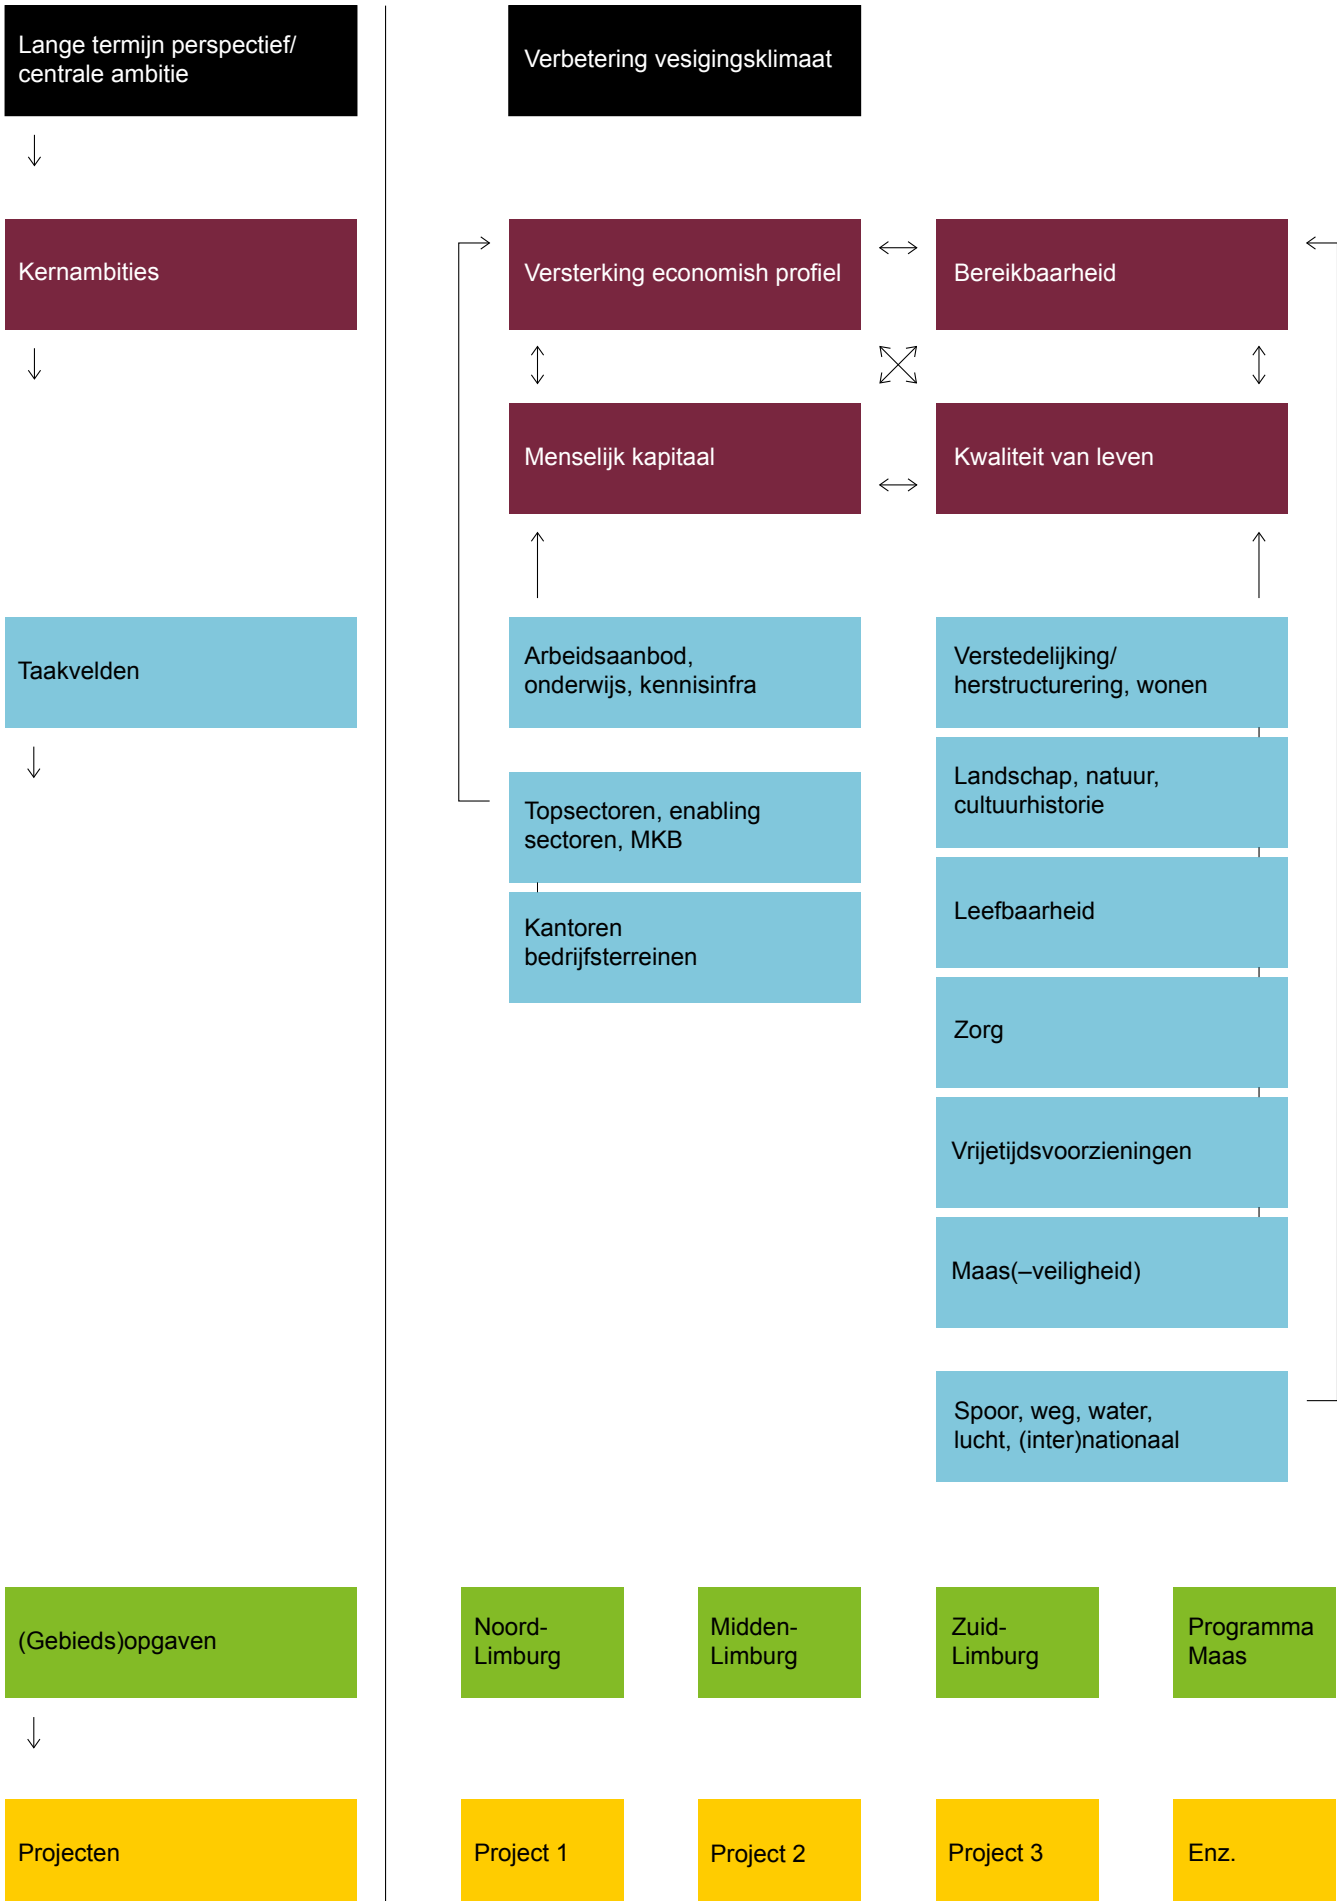 Lange termijn perspectief/
centrale ambitie
Verbetering vesigingsklimaat
Kernambities
Versterking economish profiel
Bereikbaarheid
Menselijk kapitaal
Kwaliteit van leven
Taakvelden
Arbeidsaanbod,
onderwijs, kennisinfra
Verstedelijking/
herstructurering, wonen
Topsectoren, enabling
sectoren, MKB
Landschap, natuur,
cultuurhistorie
Kantoren
bedrijfsterreinen
Leefbaarheid
Zorg
Vrijetijdsvoorzieningen
Maas(–veiligheid)
Spoor, weg, water,
lucht, (inter)nationaal
(Gebieds)opgaven
Noord-
Limburg
Midden-
Limburg
Zuid-
Limburg
Programma
Maas
Projecten
Project 1
Project 2
Project 3
Enz.